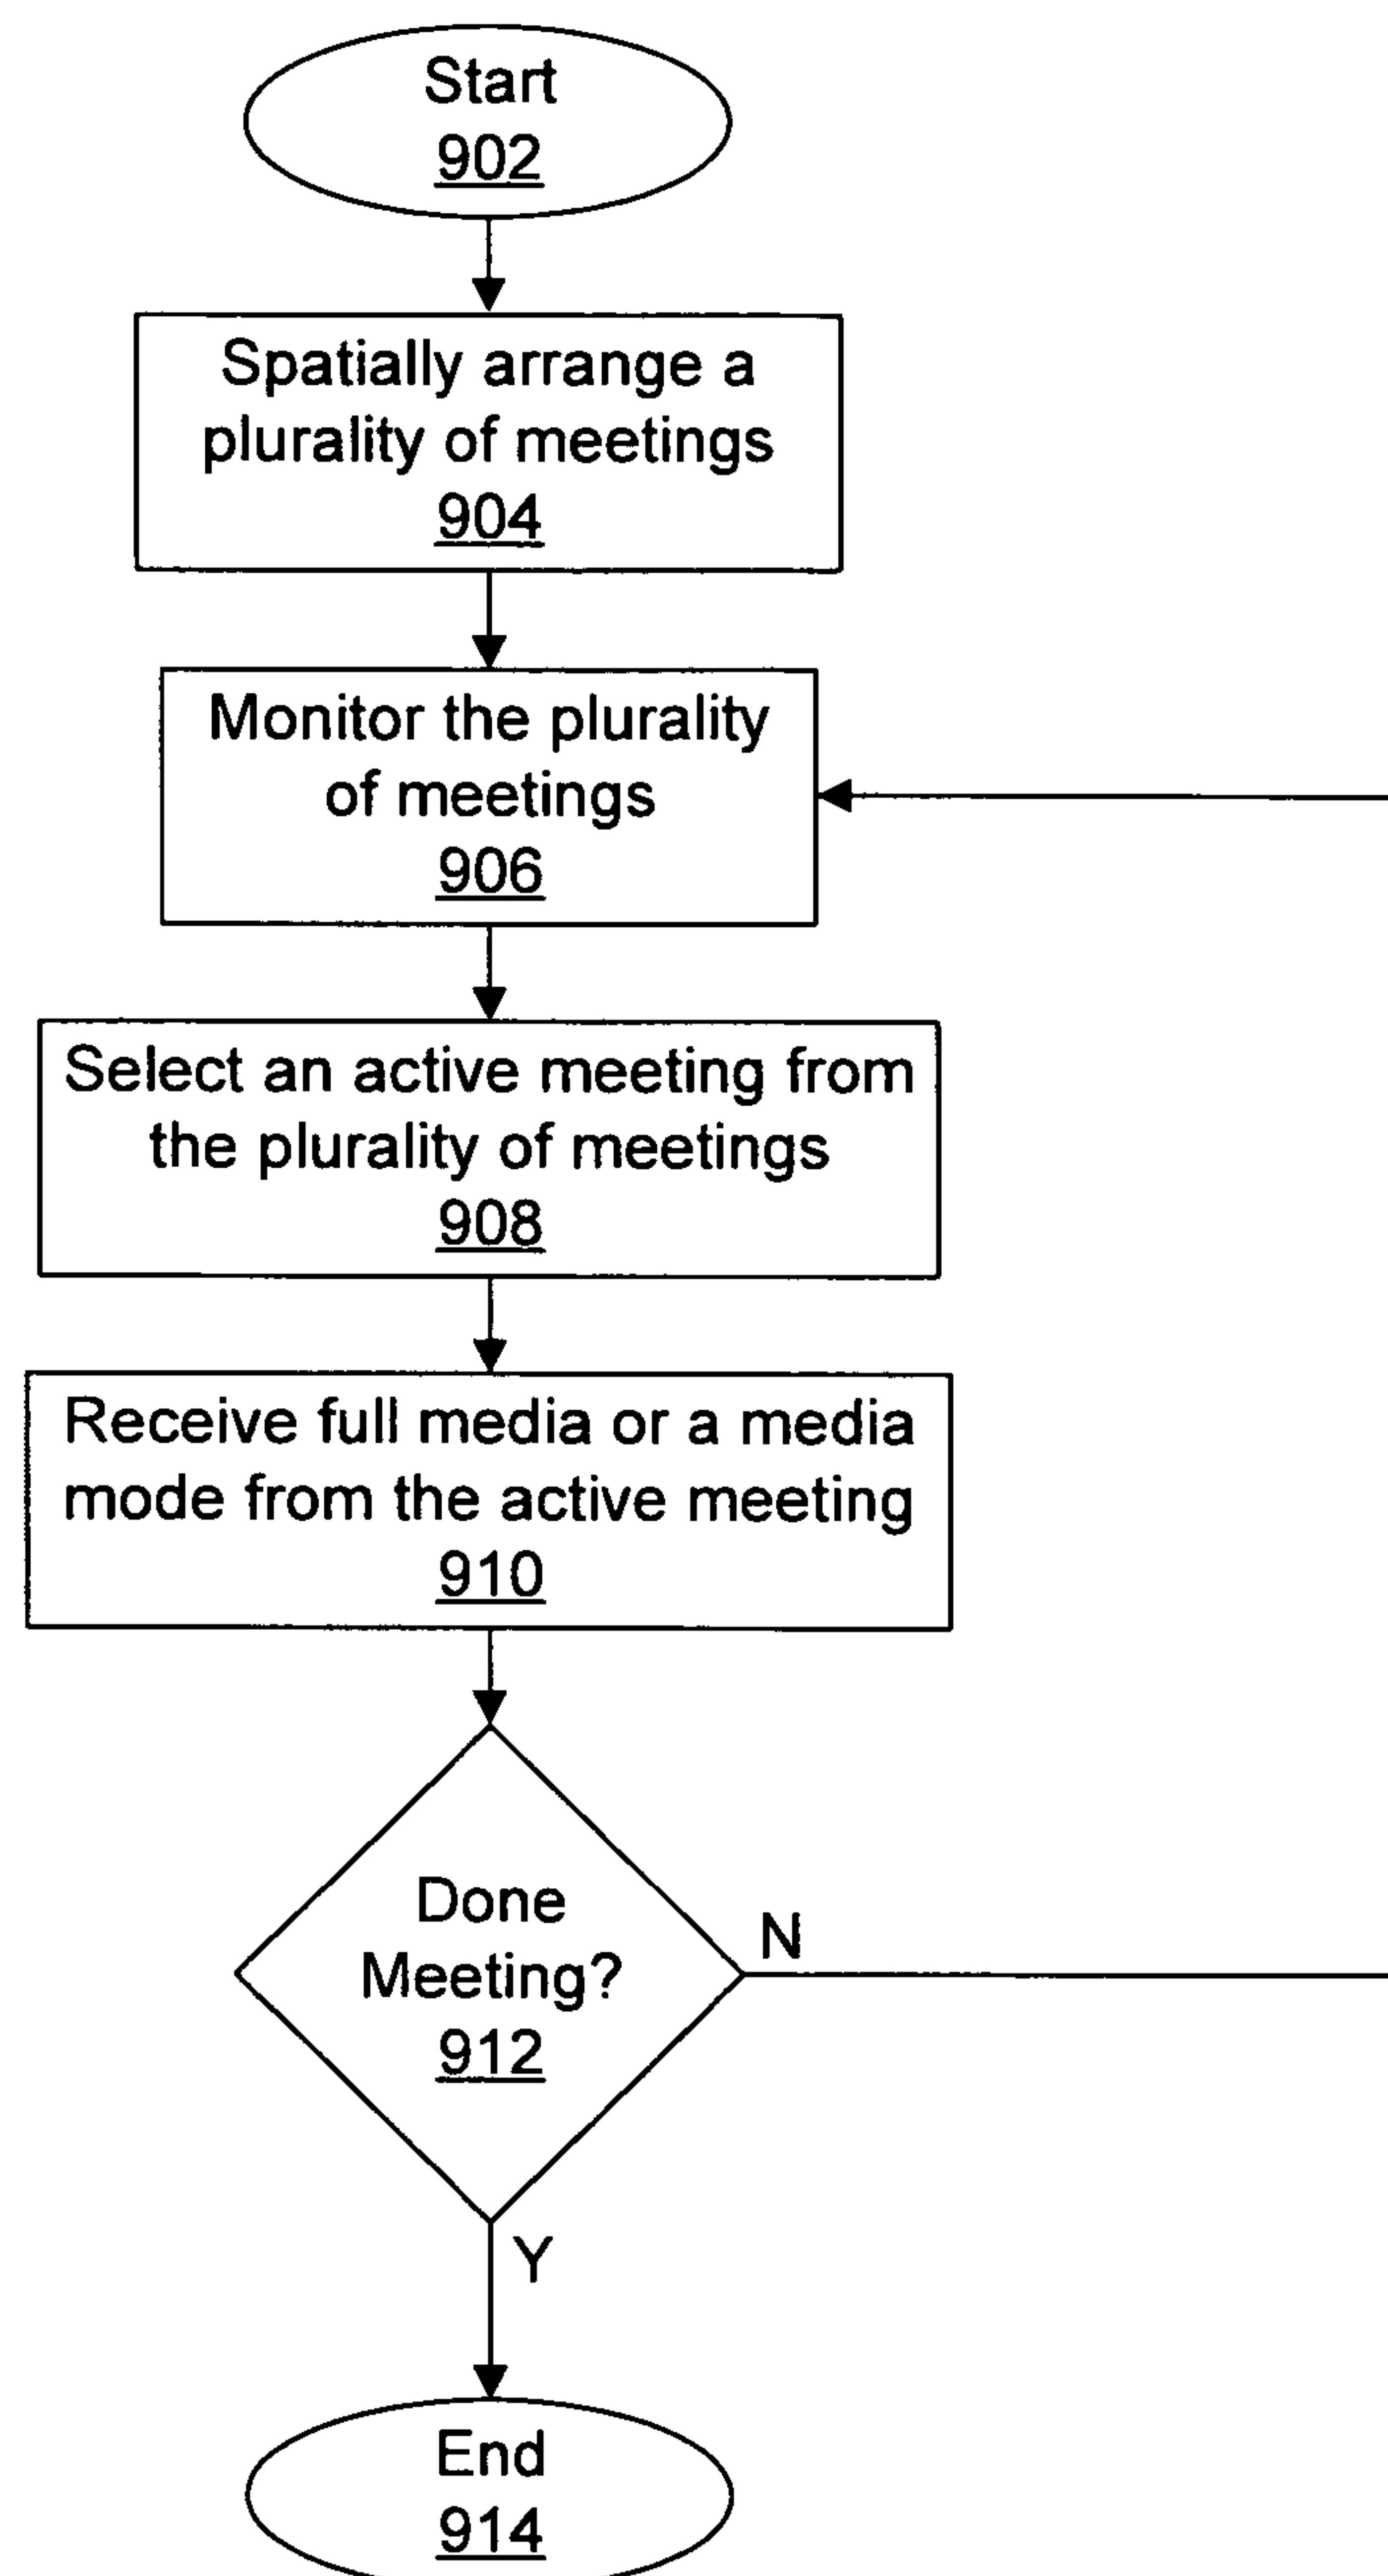 Start
902
Spatially arrange a
plurality of meetings
904
Monitor the plurality
of meetings
906
Select an active meeting from
the plurality of meetings
908
Receive full media or a media
mode from the active meeting
910
Done
Meeting?
912
N
Y
End
914